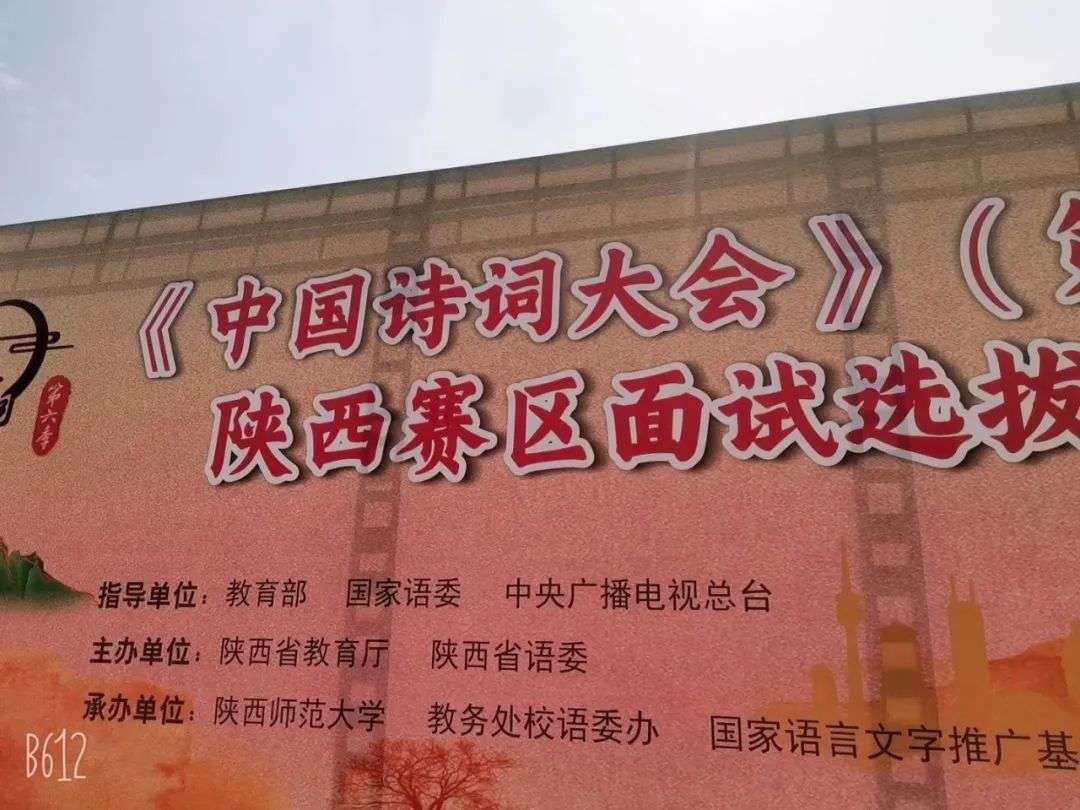 《中国诗词大会》（第
陕西赛区面试选拔
词
第六季
指导单位：教育部 国家语委 中央广播电视总台
主办单位：陕西省教育厅 陕西省语委
承办单位：陕西师范大学 教务处校语委办 国家语言文字推广基
B612